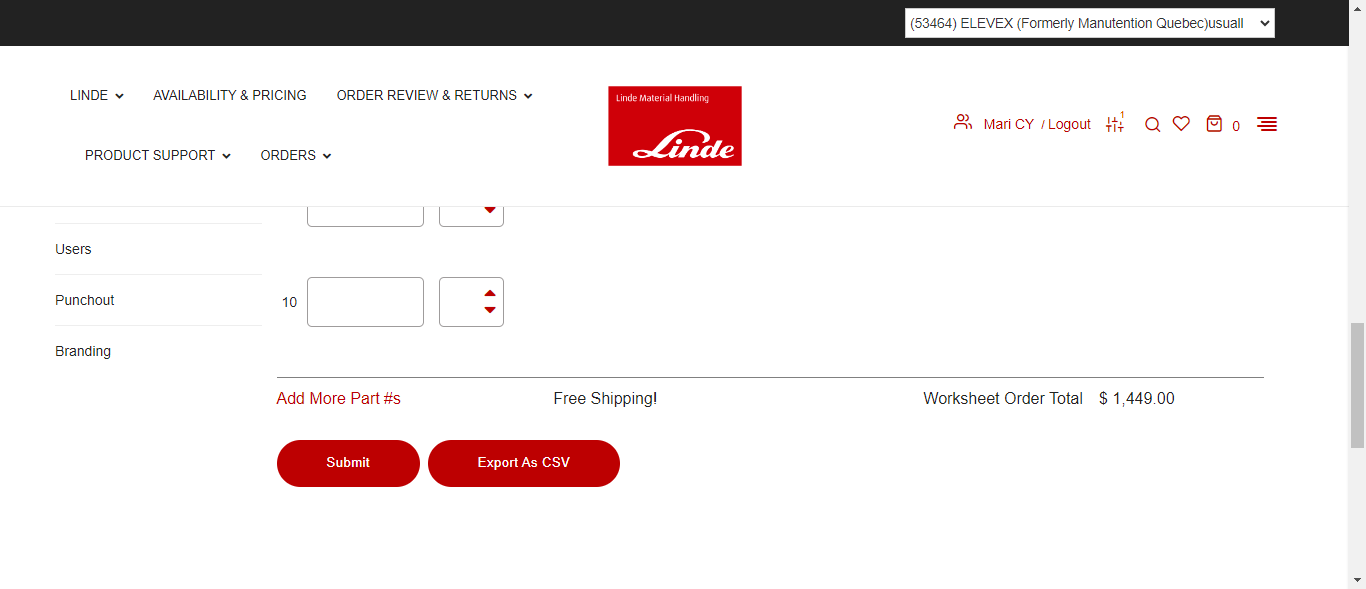 (53464) ELEVEX (Formerly Manutention Quebec)usuall
LINDE
AVAILABILITY & PRICING
ORDER REVIEW & RETURNS
PRODUCT SUPPORT
ORDERS
Linde Material Handling
Linde
Mari CY / Logout
1
0
Users
Punchout
Branding
10
Add More Part #s
Free Shipping!
Worksheet Order Total $ 1,449.00
Submit
Export As CSV